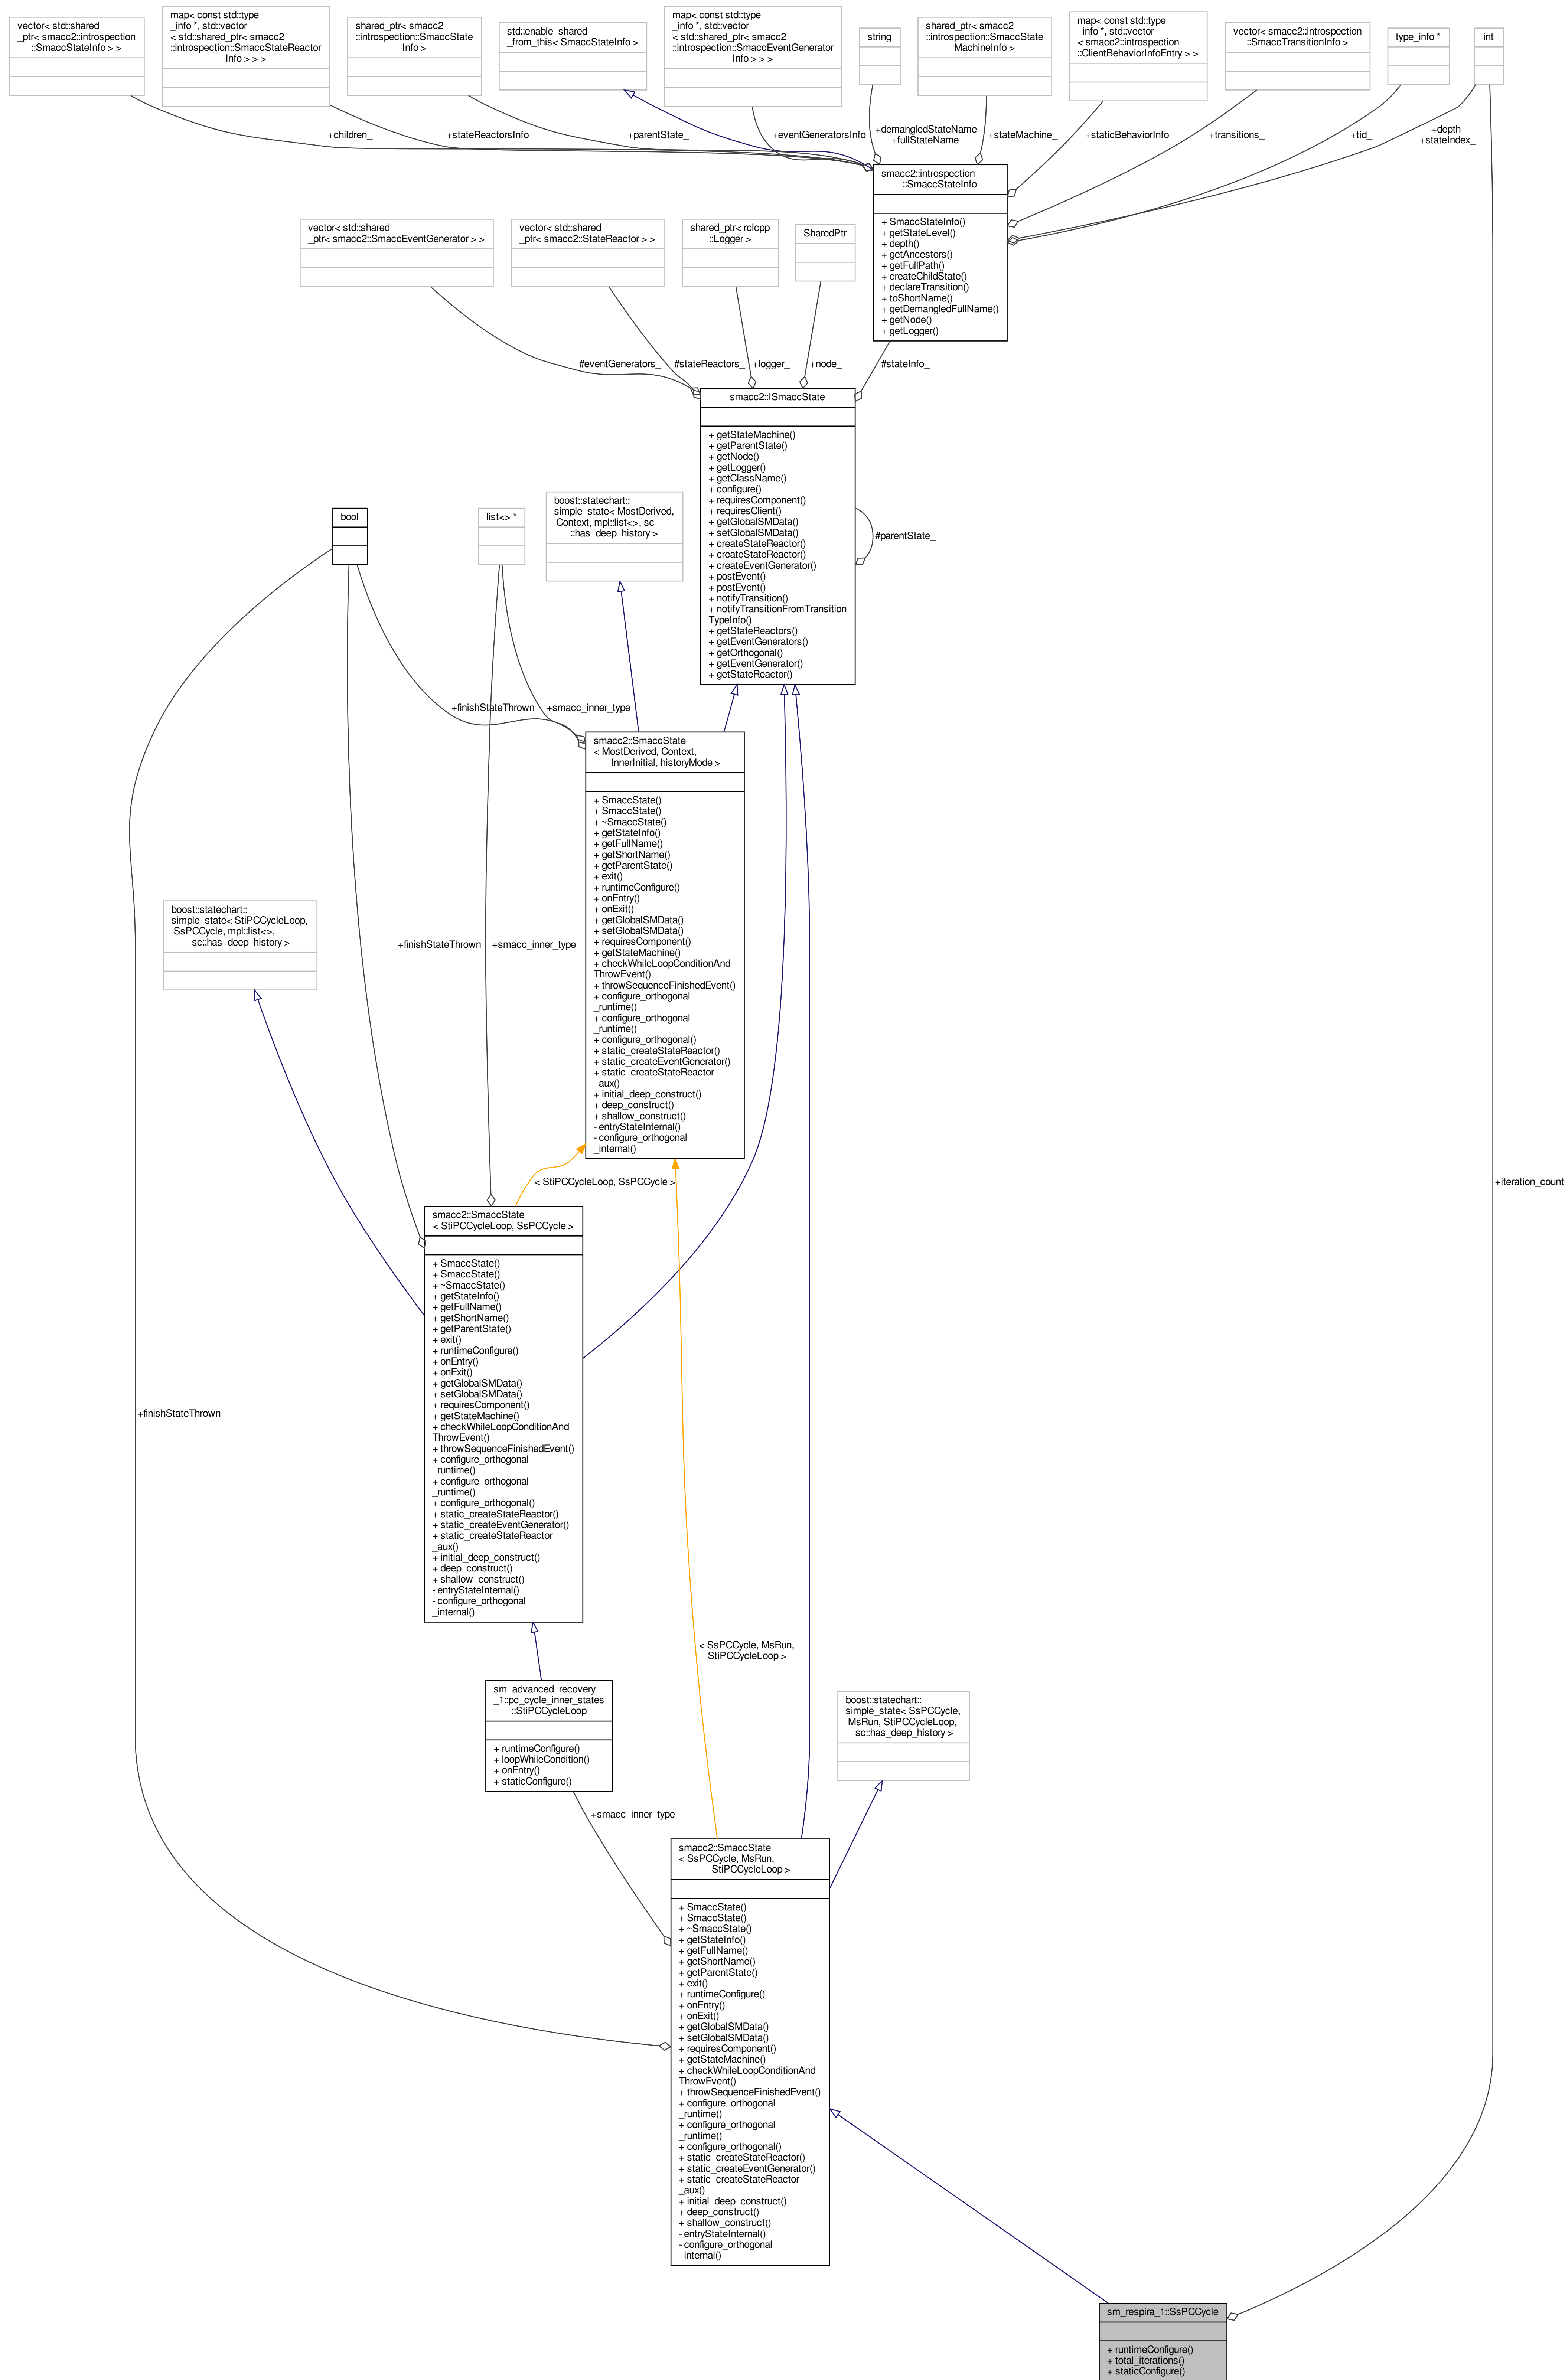 vector< std::shared
_ptr< smacc2::introspection
::SmaccStateInfo > >
map< const std::type
_info *, std::vector
< std::shared_ptr< smacc2
::introspection::SmaccStateReactor
Info > > >
shared_ptr< smacc2
::introspection::SmaccState
Info >
std::enable_shared
_from_this< SmaccStateInfo >
map< const std::type
_info *, std::vector
< std::shared_ptr< smacc2
::introspection::SmaccEventGenerator
Info > > >
string
shared_ptr< smacc2
::introspection::SmaccState
MachineInfo >
map< const std::type
_info *, std::vector
< smacc2::introspection
::ClientBehaviorInfoEntry > >
vector< smacc2::introspection
::SmaccTransitionInfo >
type_info *
int
+children_
+stateReactorsInfo
+parentState_
+eventGeneratorsInfo
+demangledStateName
+fullStateName
+stateMachine_
+staticBehaviorInfo
+transitions_
+tid_
+depth_
+stateIndex_
smacc2::introspection
::SmaccStateInfo
+ SmaccStateInfo()
+ getStateLevel()
+ depth()
+ getAncestors()
+ getFullPath()
+ createChildState()
+ declareTransition()
+ toShortName()
+ getDemangledFullName()
+ getNode()
+ getLogger()
vector< std::shared
_ptr< smacc2::SmaccEventGenerator > >
vector< std::shared
_ptr< smacc2::StateReactor > >
shared_ptr< rclcpp
::Logger >
SharedPtr
#eventGenerators_
#stateReactors_
+logger_
+node_
#stateInfo_
smacc2::ISmaccState
+ getStateMachine()
+ getParentState()
+ getNode()
+ getLogger()
+ getClassName()
+ configure()
+ requiresComponent()
+ requiresClient()
+ getGlobalSMData()
+ setGlobalSMData()
+ createStateReactor()
+ createStateReactor()
+ createEventGenerator()
+ postEvent()
+ postEvent()
+ notifyTransition()
+ notifyTransitionFromTransition
TypeInfo()
+ getStateReactors()
+ getEventGenerators()
+ getOrthogonal()
+ getEventGenerator()
+ getStateReactor()
#parentState_
bool
list<> *
boost::statechart::
simple_state< MostDerived,
Context, mpl::list<>, sc
::has_deep_history >
+finishStateThrown
+smacc_inner_type
smacc2::SmaccState
< MostDerived, Context,
InnerInitial, historyMode >
+ SmaccState()
+ SmaccState()
+ ~SmaccState()
+ getStateInfo()
+ getFullName()
+ getShortName()
+ getParentState()
+ exit()
+ runtimeConfigure()
+ onEntry()
+ onExit()
+ getGlobalSMData()
+ setGlobalSMData()
+ requiresComponent()
+ getStateMachine()
+ checkWhileLoopConditionAnd
ThrowEvent()
+ throwSequenceFinishedEvent()
+ configure_orthogonal
_runtime()
+ configure_orthogonal
_runtime()
+ configure_orthogonal()
+ static_createStateReactor()
+ static_createEventGenerator()
+ static_createStateReactor
_aux()
+ initial_deep_construct()
+ deep_construct()
+ shallow_construct()
- entryStateInternal()
- configure_orthogonal
_internal()
boost::statechart::
simple_state< StiPCCycleLoop,
SsPCCycle, mpl::list<>,
sc::has_deep_history >
+finishStateThrown
+smacc_inner_type
< StiPCCycleLoop, SsPCCycle >
+iteration_count
smacc2::SmaccState
< StiPCCycleLoop, SsPCCycle >
+ SmaccState()
+ SmaccState()
+ ~SmaccState()
+ getStateInfo()
+ getFullName()
+ getShortName()
+ getParentState()
+ exit()
+ runtimeConfigure()
+ onEntry()
+ onExit()
+ getGlobalSMData()
+ setGlobalSMData()
+ requiresComponent()
+ getStateMachine()
+ checkWhileLoopConditionAnd
ThrowEvent()
+ throwSequenceFinishedEvent()
+ configure_orthogonal
_runtime()
+ configure_orthogonal
_runtime()
+ configure_orthogonal()
+ static_createStateReactor()
+ static_createEventGenerator()
+ static_createStateReactor
_aux()
+ initial_deep_construct()
+ deep_construct()
+ shallow_construct()
- entryStateInternal()
- configure_orthogonal
_internal()
+finishStateThrown
< SsPCCycle, MsRun,
StiPCCycleLoop >
sm_advanced_recovery
_1::pc_cycle_inner_states
::StiPCCycleLoop
+ runtimeConfigure()
+ loopWhileCondition()
+ onEntry()
+ staticConfigure()
boost::statechart::
simple_state< SsPCCycle,
MsRun, StiPCCycleLoop,
sc::has_deep_history >
+smacc_inner_type
smacc2::SmaccState
< SsPCCycle, MsRun,
StiPCCycleLoop >
+ SmaccState()
+ SmaccState()
+ ~SmaccState()
+ getStateInfo()
+ getFullName()
+ getShortName()
+ getParentState()
+ exit()
+ runtimeConfigure()
+ onEntry()
+ onExit()
+ getGlobalSMData()
+ setGlobalSMData()
+ requiresComponent()
+ getStateMachine()
+ checkWhileLoopConditionAnd
ThrowEvent()
+ throwSequenceFinishedEvent()
+ configure_orthogonal
_runtime()
+ configure_orthogonal
_runtime()
+ configure_orthogonal()
+ static_createStateReactor()
+ static_createEventGenerator()
+ static_createStateReactor
_aux()
+ initial_deep_construct()
+ deep_construct()
+ shallow_construct()
- entryStateInternal()
- configure_orthogonal
_internal()
sm_respira_1::SsPCCycle
+ runtimeConfigure()
+ total_iterations()
+ staticConfigure()